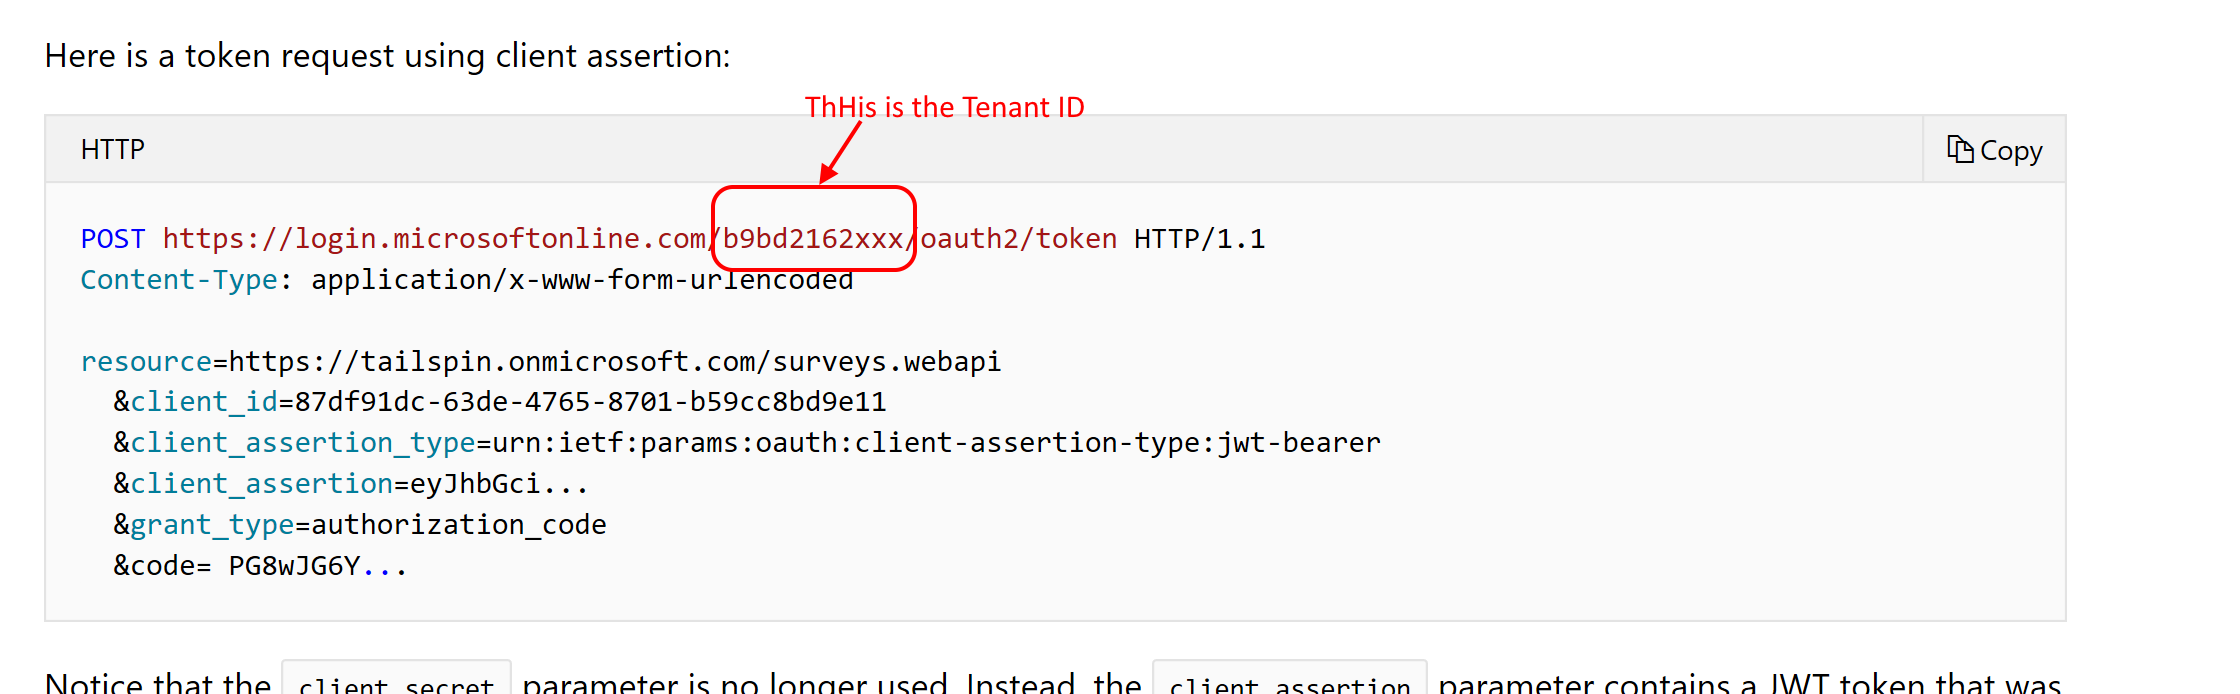 Here is a token request using client assertion:
ThHis is the Tenant ID
HTTP
Copy
POST https://login.microsoftonline.com/b9bd2162xxx/oauth2/token HTTP/1.1
Content-Type: application/x-www-form-urlencoded
resource=https://tailspin.onmicrosoft.com/surveys.webapi
&client_id=87df91dc-63de-4765-8701-b59cc8bd9e11
&client_assertion_type=urn:ietf:params:oauth:client-assertion-type:jwt-bearer
&client_assertion=eyJhbGci...
&grant_type=authorization_code
&code= PG8wJG6Y...
Notice that the client_secret parameter is no longer used. Instead, the client_assertion parameter contains a JWT token that was